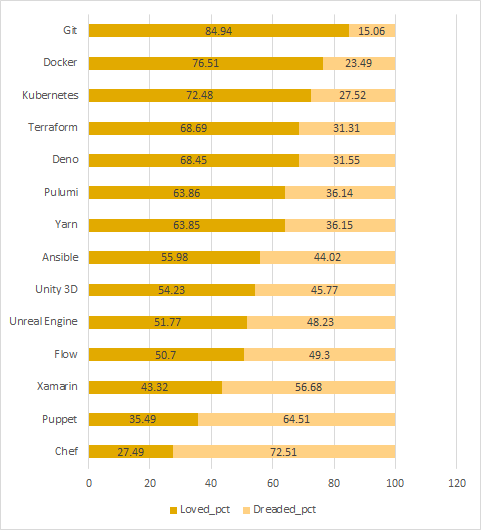 Git 84.94 15.06
Docker 76.51 23.49
Kubernetes 72.48 27.52
Terraform 68.69 31.31
Deno 68.45 31.55
Pulumi 63.86 36.14
Yarn 63.85 36.15
Ansible 55.98 44.02
Unity 3D 54.23 45.77
Unreal Engine 51.77 48.23
Flow 50.7 49.3
Xamarin 43.32 56.68
Puppet 35.49 64.51
Chef 27.49 72.51
0 20 40 60 80 100 120
Loved_pct Dreaded_pct